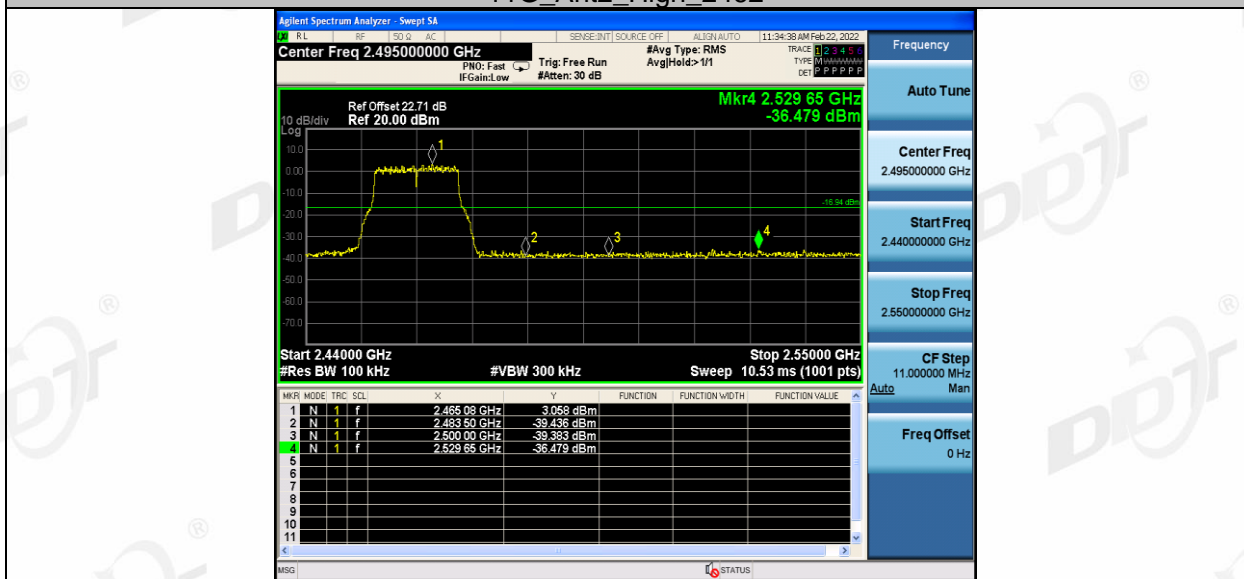 Agilent Spectrum Analyzer - Swept SA
RL RF 50 Ω AC SENSE:INT SOURCE OFF ALIGN AUTO 11:34:38 AM Feb 22, 2022
Center Freq 2.495000000 GHz
PNO: Fast
IFGain:Low
Trig: Free Run
#Atten: 30 dB
#Avg Type: RMS
Avg|Hold:>1/1
TRACE 1 2 3 4 5 6
TYPE M W W W W W
DET P P P P P P
Ref Offset 22.71 dB
10 dB/div Ref 20.00 dBm
Log
Mkr4 2.529 65 GHz
-36.479 dBm
10.0
0.00
-10.0
-20.0
-30.0
-40.0
-50.0
-60.0
-70.0
1
2
3
4
-16.94 dBm
Start 2.44000 GHz Stop 2.55000 GHz
#Res BW 100 kHz #VBW 300 kHz Sweep 10.53 ms (1001 pts)
MKR MODE TRC SCL X Y FUNCTION FUNCTION WIDTH FUNCTION VALUE
1 N 1 f 2.465 08 GHz 3.058 dBm
2 N 1 f 2.483 50 GHz -39.436 dBm
3 N 1 f 2.500 00 GHz -39.383 dBm
4 N 1 f 2.529 65 GHz -36.479 dBm
5
6
7
8
9
10
11
MSG STATUS
Frequency
Auto Tune
Center Freq
2.495000000 GHz
Start Freq
2.440000000 GHz
Stop Freq
2.550000000 GHz
CF Step
11.000000 MHz
Auto Man
Freq Offset
0 Hz
DDT
®